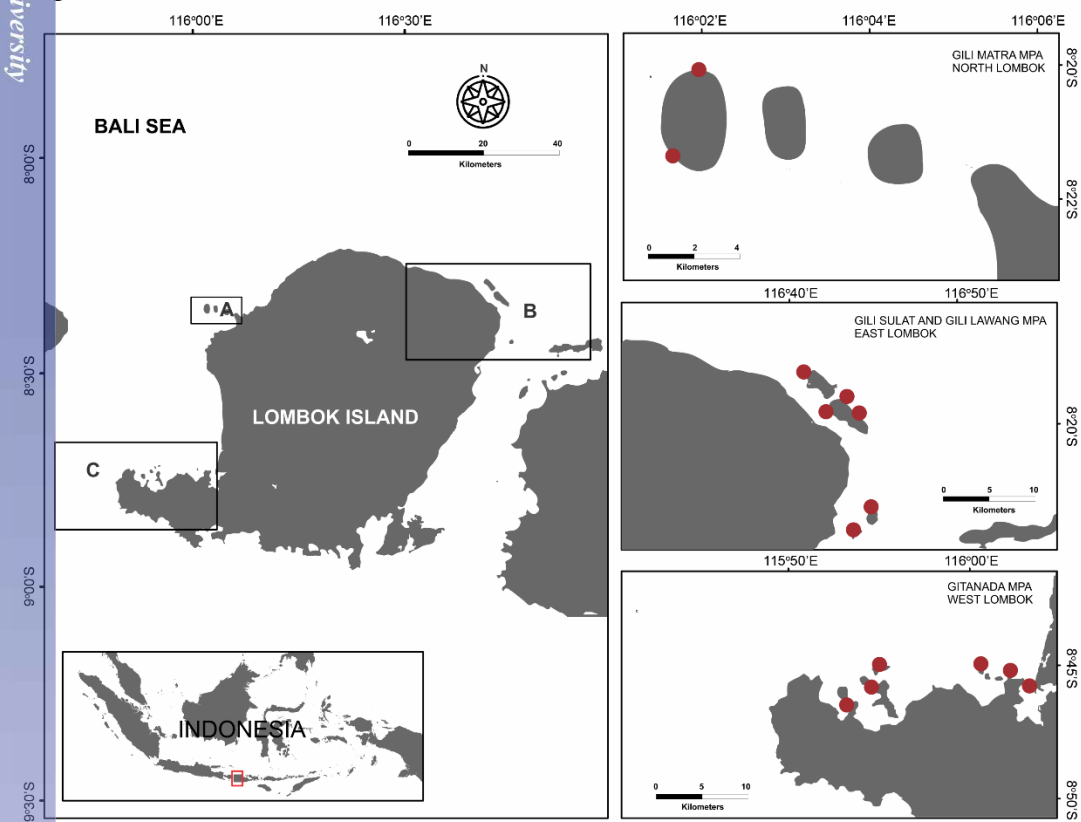 iversity
116°00'E
116°30'E
8°00'S
8°30'S
9°00'S
9°30'S
BALI SEA
N
0 20 40
Kilometers
A
B
LOMBOK ISLAND
C
INDONESIA
116°02'E
116°04'E
116°06'E
GILI MATRA MPA
NORTH LOMBOK
8°20'S
8°22'S
0 2 4
Kilometers
116°40'E
116°50'E
GILI SULAT AND GILI LAWANG MPA
EAST LOMBOK
8°20'S
0 5 10
Kilometers
115°50'E
116°00'E
GITANADA MPA
WEST LOMBOK
8°45'S
8°50'S
0 5 10
Kilometers